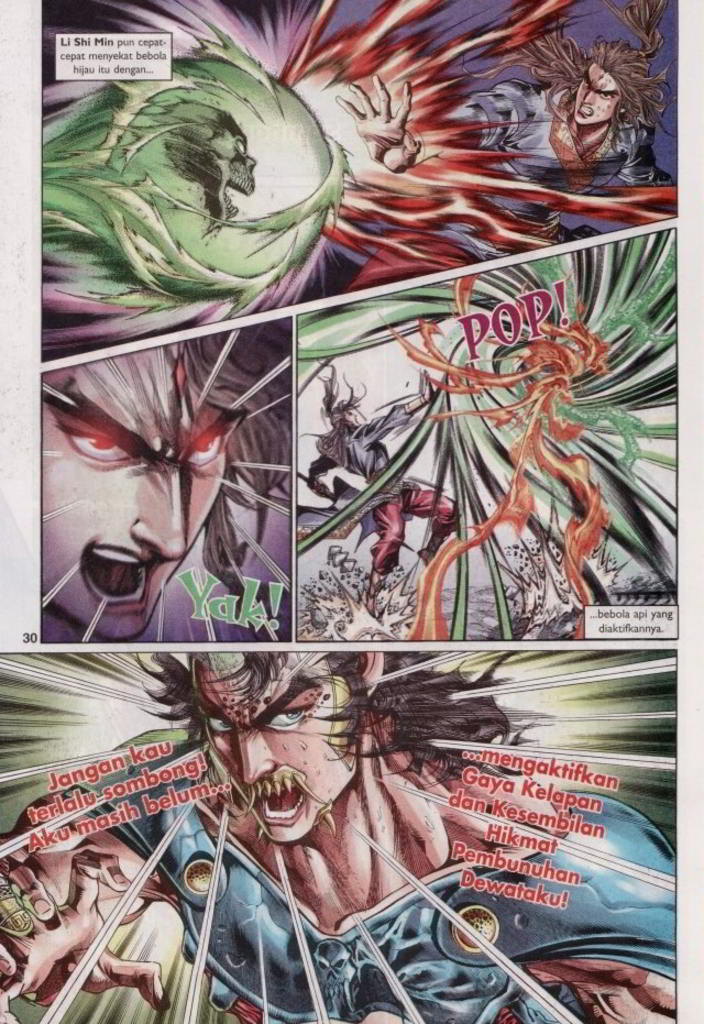 Li Shi Min pun cepat-
cepat menyekat bebola
hijau itu dengan...
POP!
Yak!
...bebola api yang
diaktifkannya.
30
Jangan kau
terlalu sombong!
Aku masih belum...
...mengaktifkan
Gaya Kelapan
dan Kesembilan
Hikmat
Pembunuhan
Dewataku!